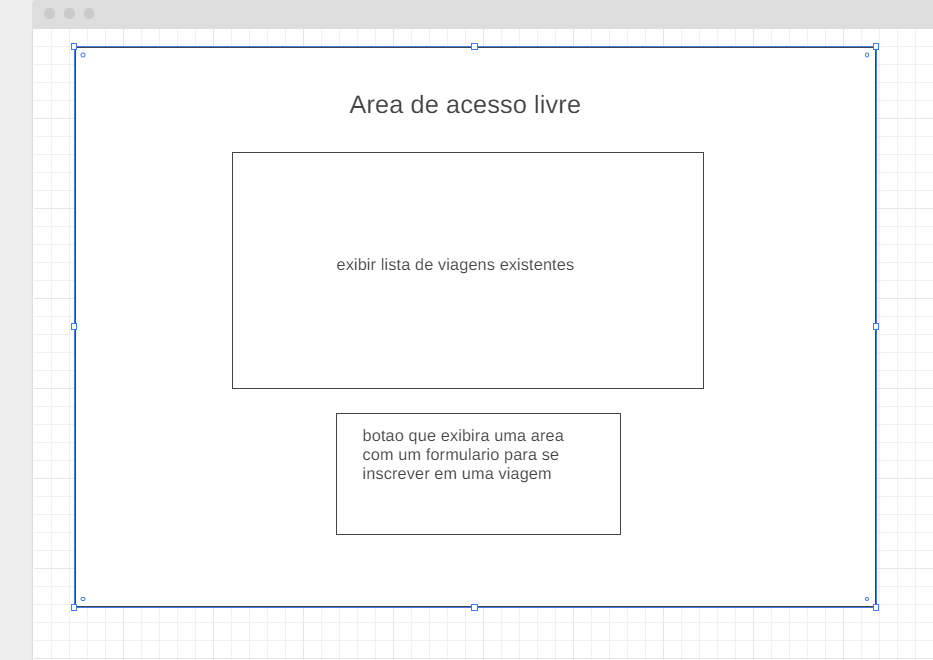 Area de acesso livre
exibir lista de viagens existentes
botao que exibira uma area
com um formulario para se
inscrever em uma viagem